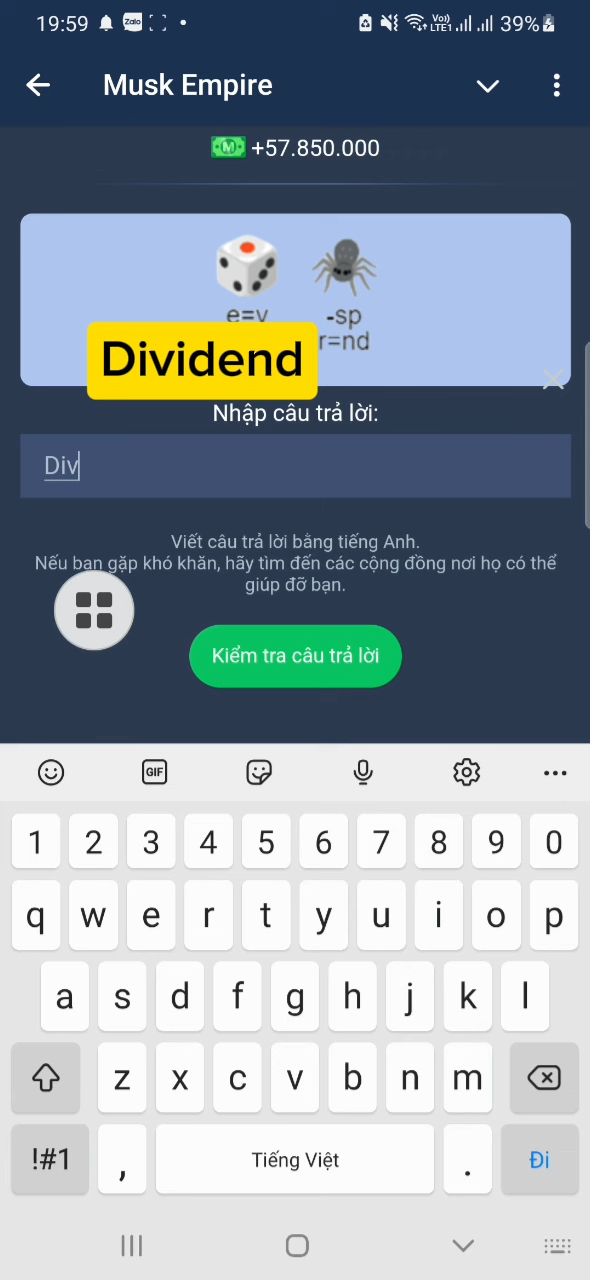 19:59 Zalo Vo)) LTE1 39%
Musk Empire
M +57.850.000
e=v -sp
r=nd
Dividend
Nhập câu trả lời:
Div
Viết câu trả lời bằng tiếng Anh.
Nếu bạn gặp khó khăn, hãy tìm đến các cộng đồng nơi họ có thể
giúp đỡ bạn.
Kiểm tra câu trả lời
GIF
1 2 3 4 5 6 7 8 9 0
q w e r t y u i o p
a s d f g h j k l
z x c v b n m
!#1 , Tiếng Việt . Đi